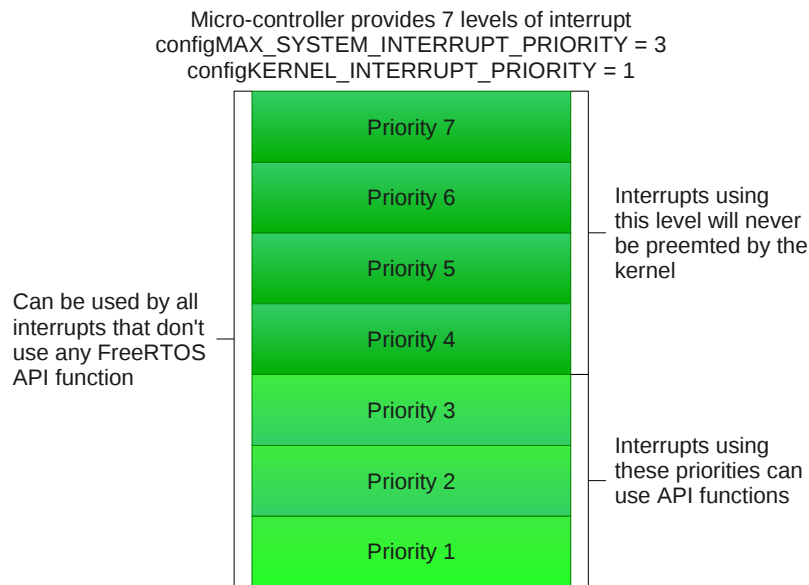 Micro-controller provides 7 levels of interrupt
configMAX_SYSTEM_INTERRUPT_PRIORITY = 3
configKERNEL_INTERRUPT_PRIORITY = 1
Priority 7
Priority 6
Priority 5
Priority 4
Priority 3
Priority 2
Priority 1
Can be used by all
interrupts that don't
use any FreeRTOS
API function
Interrupts using
this level will never
be preemted by the
kernel
Interrupts using
these priorities can
use API functions